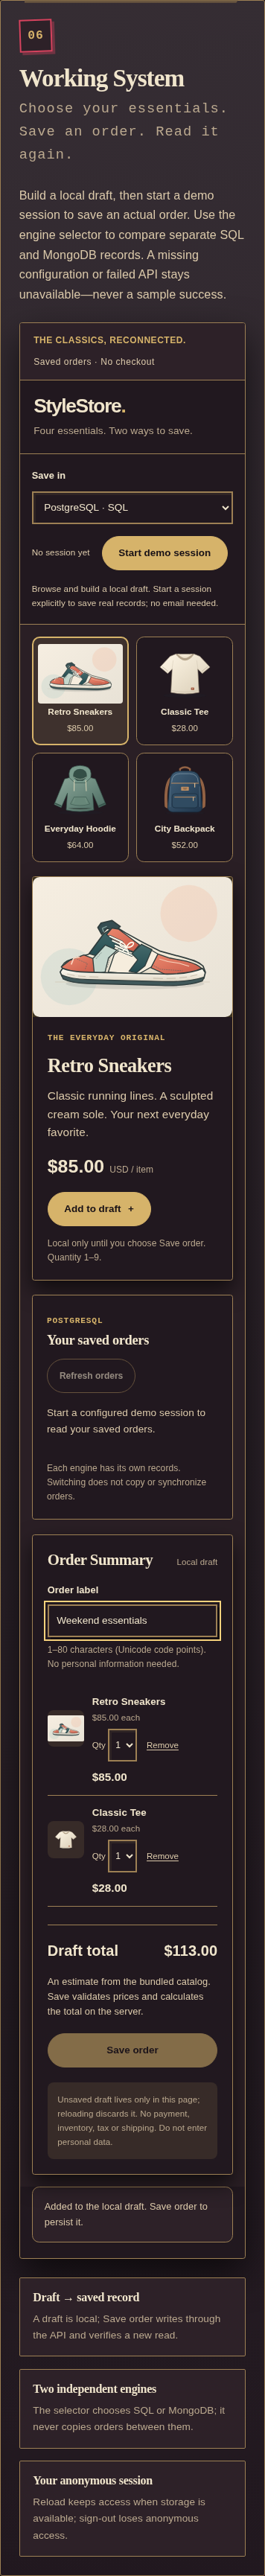 06
Working System
Choose your essentials.
Save an order. Read it
again.
Build a local draft, then start a demo
session to save an actual order. Use the
engine selector to compare separate SQL
and MongoDB records. A missing
configuration or failed API stays
unavailable—never a sample success.
THE CLASSICS, RECONNECTED.
Saved orders · No checkout
StyleStore.
Four essentials. Two ways to save.
Save in
PostgreSQL · SQL
No session yet
Start demo session
Browse and build a local draft. Start a session
explicitly to save real records; no email needed.
Retro Sneakers
$85.00
Classic Tee
$28.00
Everyday Hoodie
$64.00
City Backpack
$52.00
THE EVERYDAY ORIGINAL
Retro Sneakers
Classic running lines. A sculpted
cream sole. Your next everyday
favorite.
$85.00 USD / item
Add to draft +
Local only until you choose Save order.
Quantity 1–9.
POSTGRESQL
Your saved orders
Refresh orders
Start a configured demo session to
read your saved orders.
Each engine has its own records.
Switching does not copy or synchronize
orders.
Order Summary
Local draft
Order label
Weekend essentials
1–80 characters (Unicode code points).
No personal information needed.
Retro Sneakers
$85.00 each
Qty 1 Remove
$85.00
Classic Tee
$28.00 each
Qty 1 Remove
$28.00
Draft total $113.00
An estimate from the bundled catalog.
Save validates prices and calculates
the total on the server.
Save order
Unsaved draft lives only in this page;
reloading discards it. No payment,
inventory, tax or shipping. Do not enter
personal data.
Added to the local draft. Save order to
persist it.
Draft → saved record
A draft is local; Save order writes through
the API and verifies a new read.
Two independent engines
The selector chooses SQL or MongoDB; it
never copies orders between them.
Your anonymous session
Reload keeps access when storage is
available; sign-out loses anonymous
access.